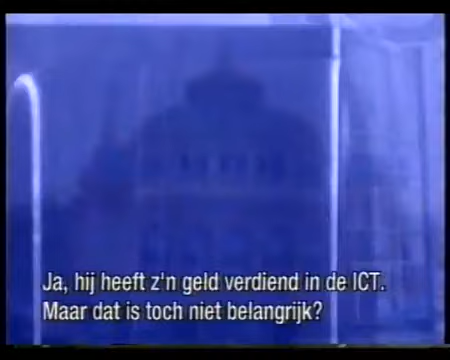 Ja, hij heeft z'n geld verdiend in de ICT.
Maar dat is toch niet belangrijk?